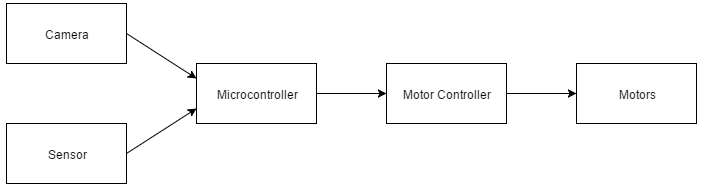 Camera
Sensor
Microcontroller
Motor Controller
Motors